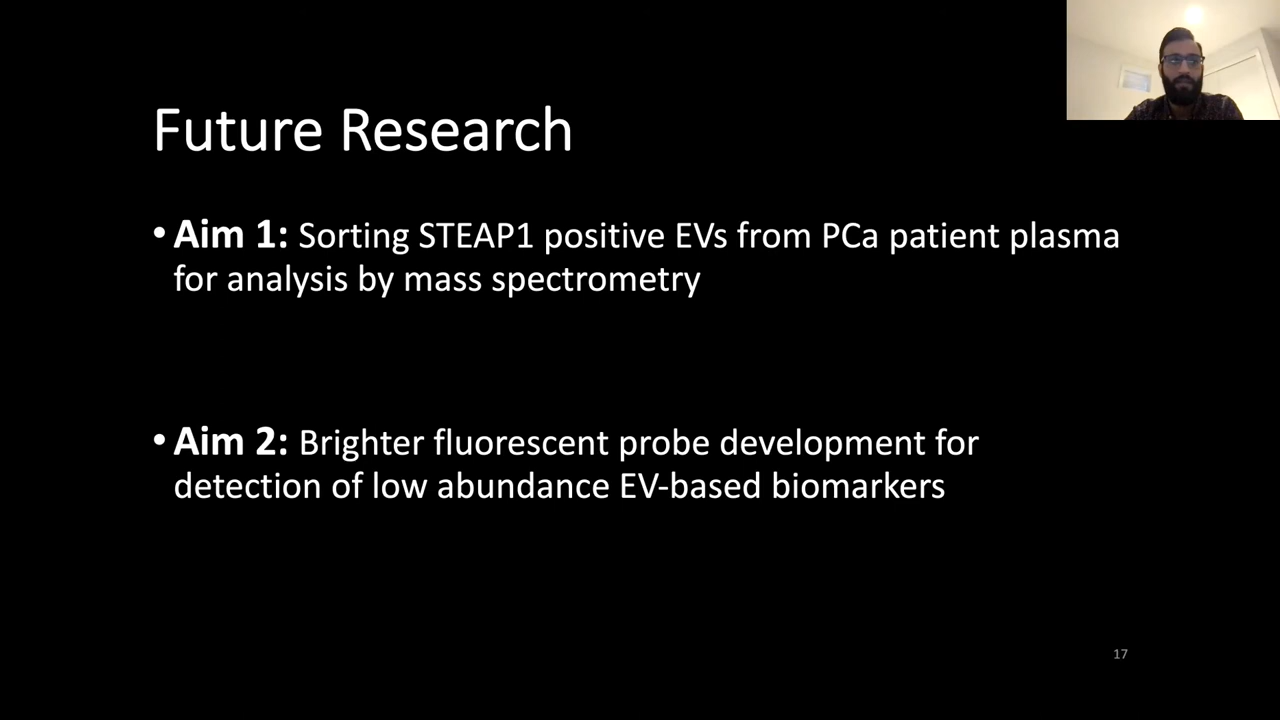 Future Research
• Aim 1: Sorting STEAP1 positive EVs from PCa patient plasma
for analysis by mass spectrometry
• Aim 2: Brighter fluorescent probe development for
detection of low abundance EV-based biomarkers
17